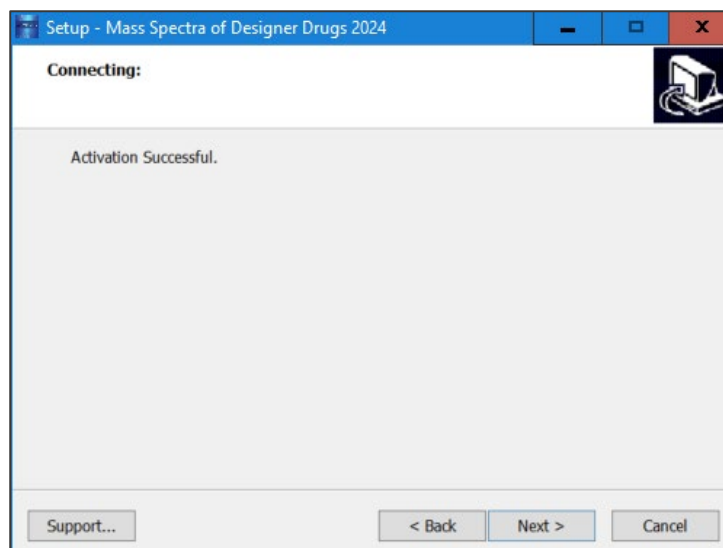 Setup - Mass Spectra of Designer Drugs 2024
Connecting:
Activation Successful.
Support...
< Back
Next >
Cancel